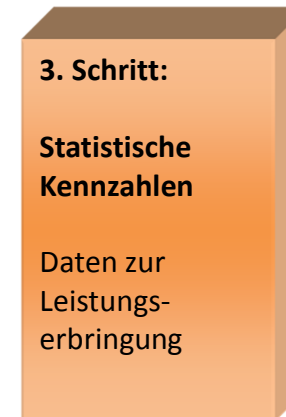 3. Schritt:
Statistische
Kennzahlen
Daten zur
Leistungs-
erbringung